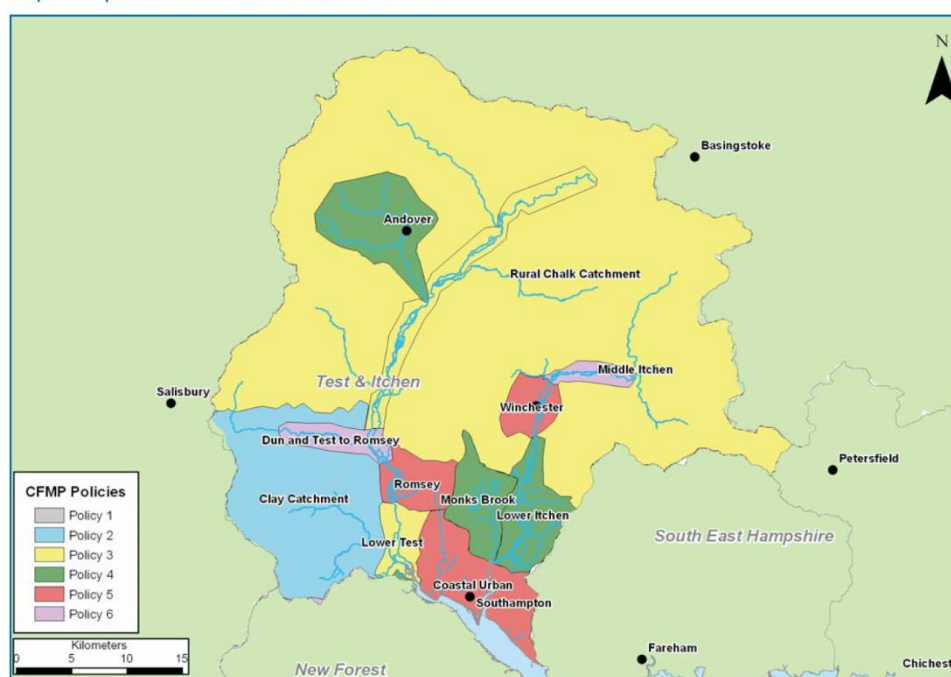 N
Basingstoke
Andover
Rural Chalk Catchment
Test & Itchen
Middle Itchen
Salisbury
Winchester
Dun and Test to Romsey
Petersfield
Romsey
CFMP Policies
Clay Catchment
Monks Brook
Policy 1
Lower Itchen
Policy 2
South East Hampshire
Policy 3
Lower Test
Policy 4
Coastal Urban
Policy 5
Southampton
Policy 6
Kilometers
0 5 10 15
Fareham
New Forest
Chichest